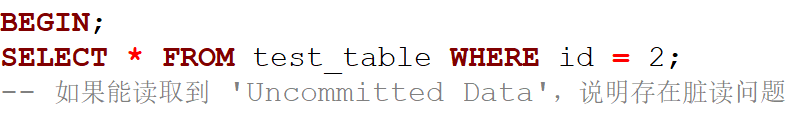 BEGIN;
SELECT * FROM test_table WHERE id = 2;
-- 如果能读取到 'Uncommitted Data'，说明存在脏读问题